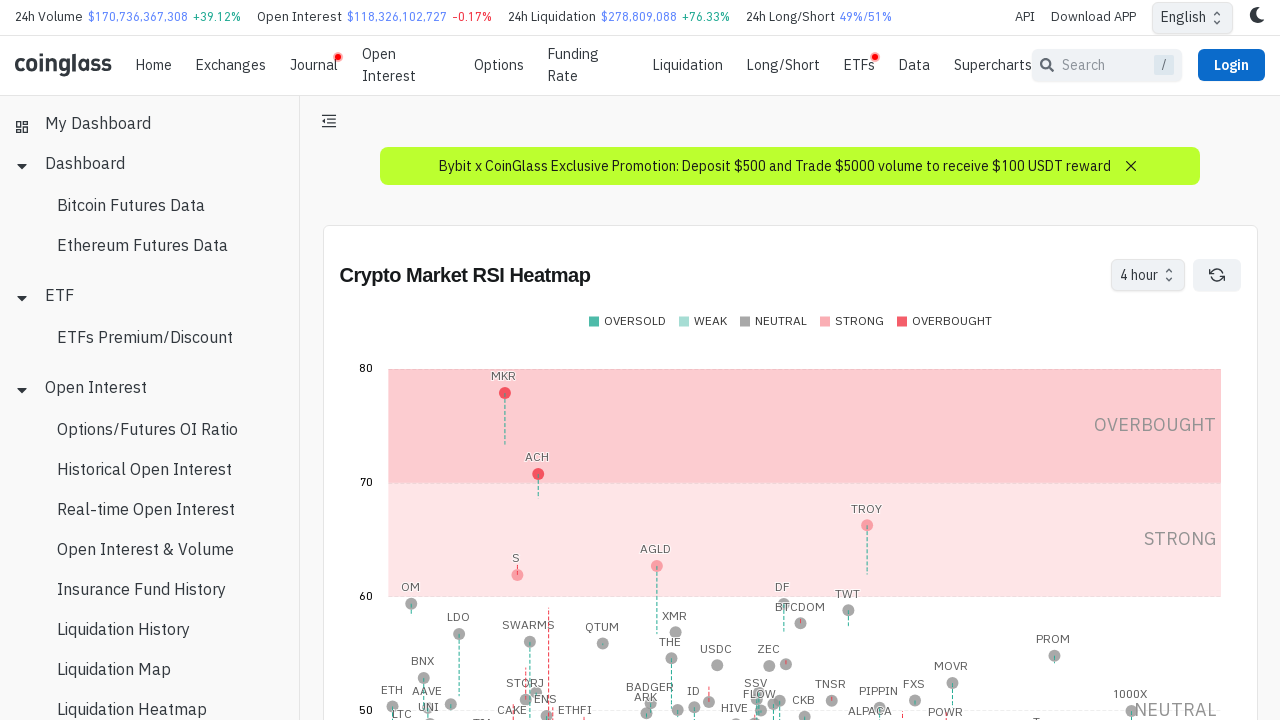 24h Volume $170,736,367,308 +39.12% Open Interest $118,326,102,727 -0.17% 24h Liquidation $278,809,088 +76.33% 24h Long/Short 49%/51% API Download APP English
coinglass Home Exchanges Journal Open Interest Options Funding Rate Liquidation Long/Short ETFs Data Supercharts Search / Login
My Dashboard
Dashboard
Bitcoin Futures Data
Ethereum Futures Data
ETF
ETFs Premium/Discount
Open Interest
Options/Futures OI Ratio
Historical Open Interest
Real-time Open Interest
Open Interest & Volume
Insurance Fund History
Liquidation History
Liquidation Map
Liquidation Heatmap
Bybit x CoinGlass Exclusive Promotion: Deposit $500 and Trade $5000 volume to receive $100 USDT reward
Crypto Market RSI Heatmap
4 hour
OVERSOLD WEAK NEUTRAL STRONG OVERBOUGHT
80
MKR
OVERBOUGHT
ACH
70
TROY
STRONG
AGLD
S
60
OM DF
TWT
BTCDOM
LDO XMR
SWARMS QTUM
PROM
THE
USDC ZEC
BNX MOVR
STORJ SSV TNSR FXS
BADGER
ETH AAVE ID PIPPIN
FLOW 1000X
ENS ARK CKB
UNI HIVE
LTC CAKE ETHFI ALPACA POWR
50 NEUTRAL